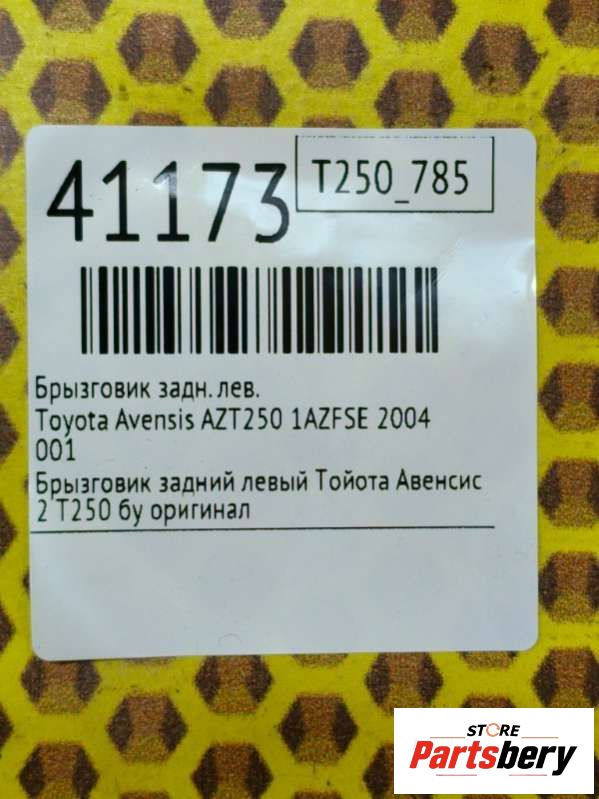 41173
T250_785
Брызговик задн. лев.
Toyota Avensis AZT250 1AZFSE 2004
001
Брызговик задний левый Тойота Авенсис
2 Т250 бу оригинал
STORE
Partsbery